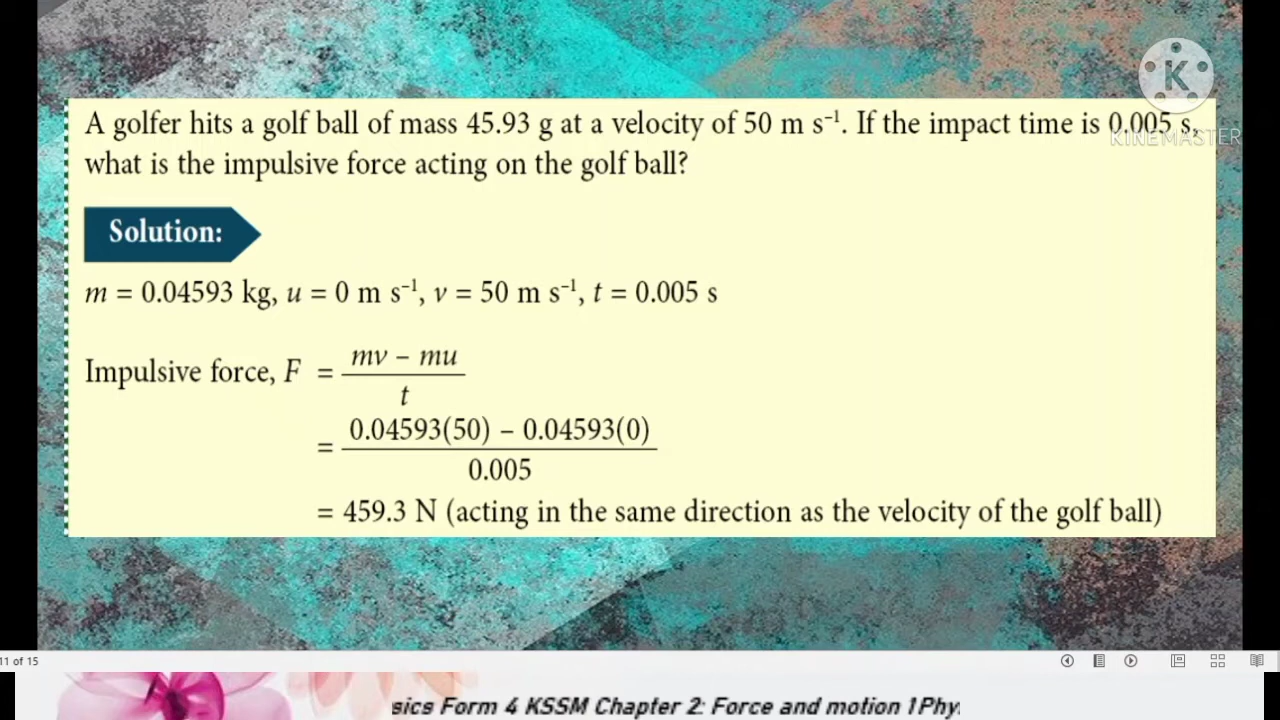 K
KINEMASTER
A golfer hits a golf ball of mass 45.93 g at a velocity of 50 m s⁻¹. If the impact time is 0.005 s,
what is the impulsive force acting on the golf ball?
Solution:
m = 0.04593 kg, u = 0 m s⁻¹, v = 50 m s⁻¹, t = 0.005 s
Impulsive force, F = mv – mu
t
= 0.04593(50) – 0.04593(0)
0.005
= 459.3 N (acting in the same direction as the velocity of the golf ball)
11 of 15
sics Form 4 KSSM Chapter 2: Force and motion 1Phy